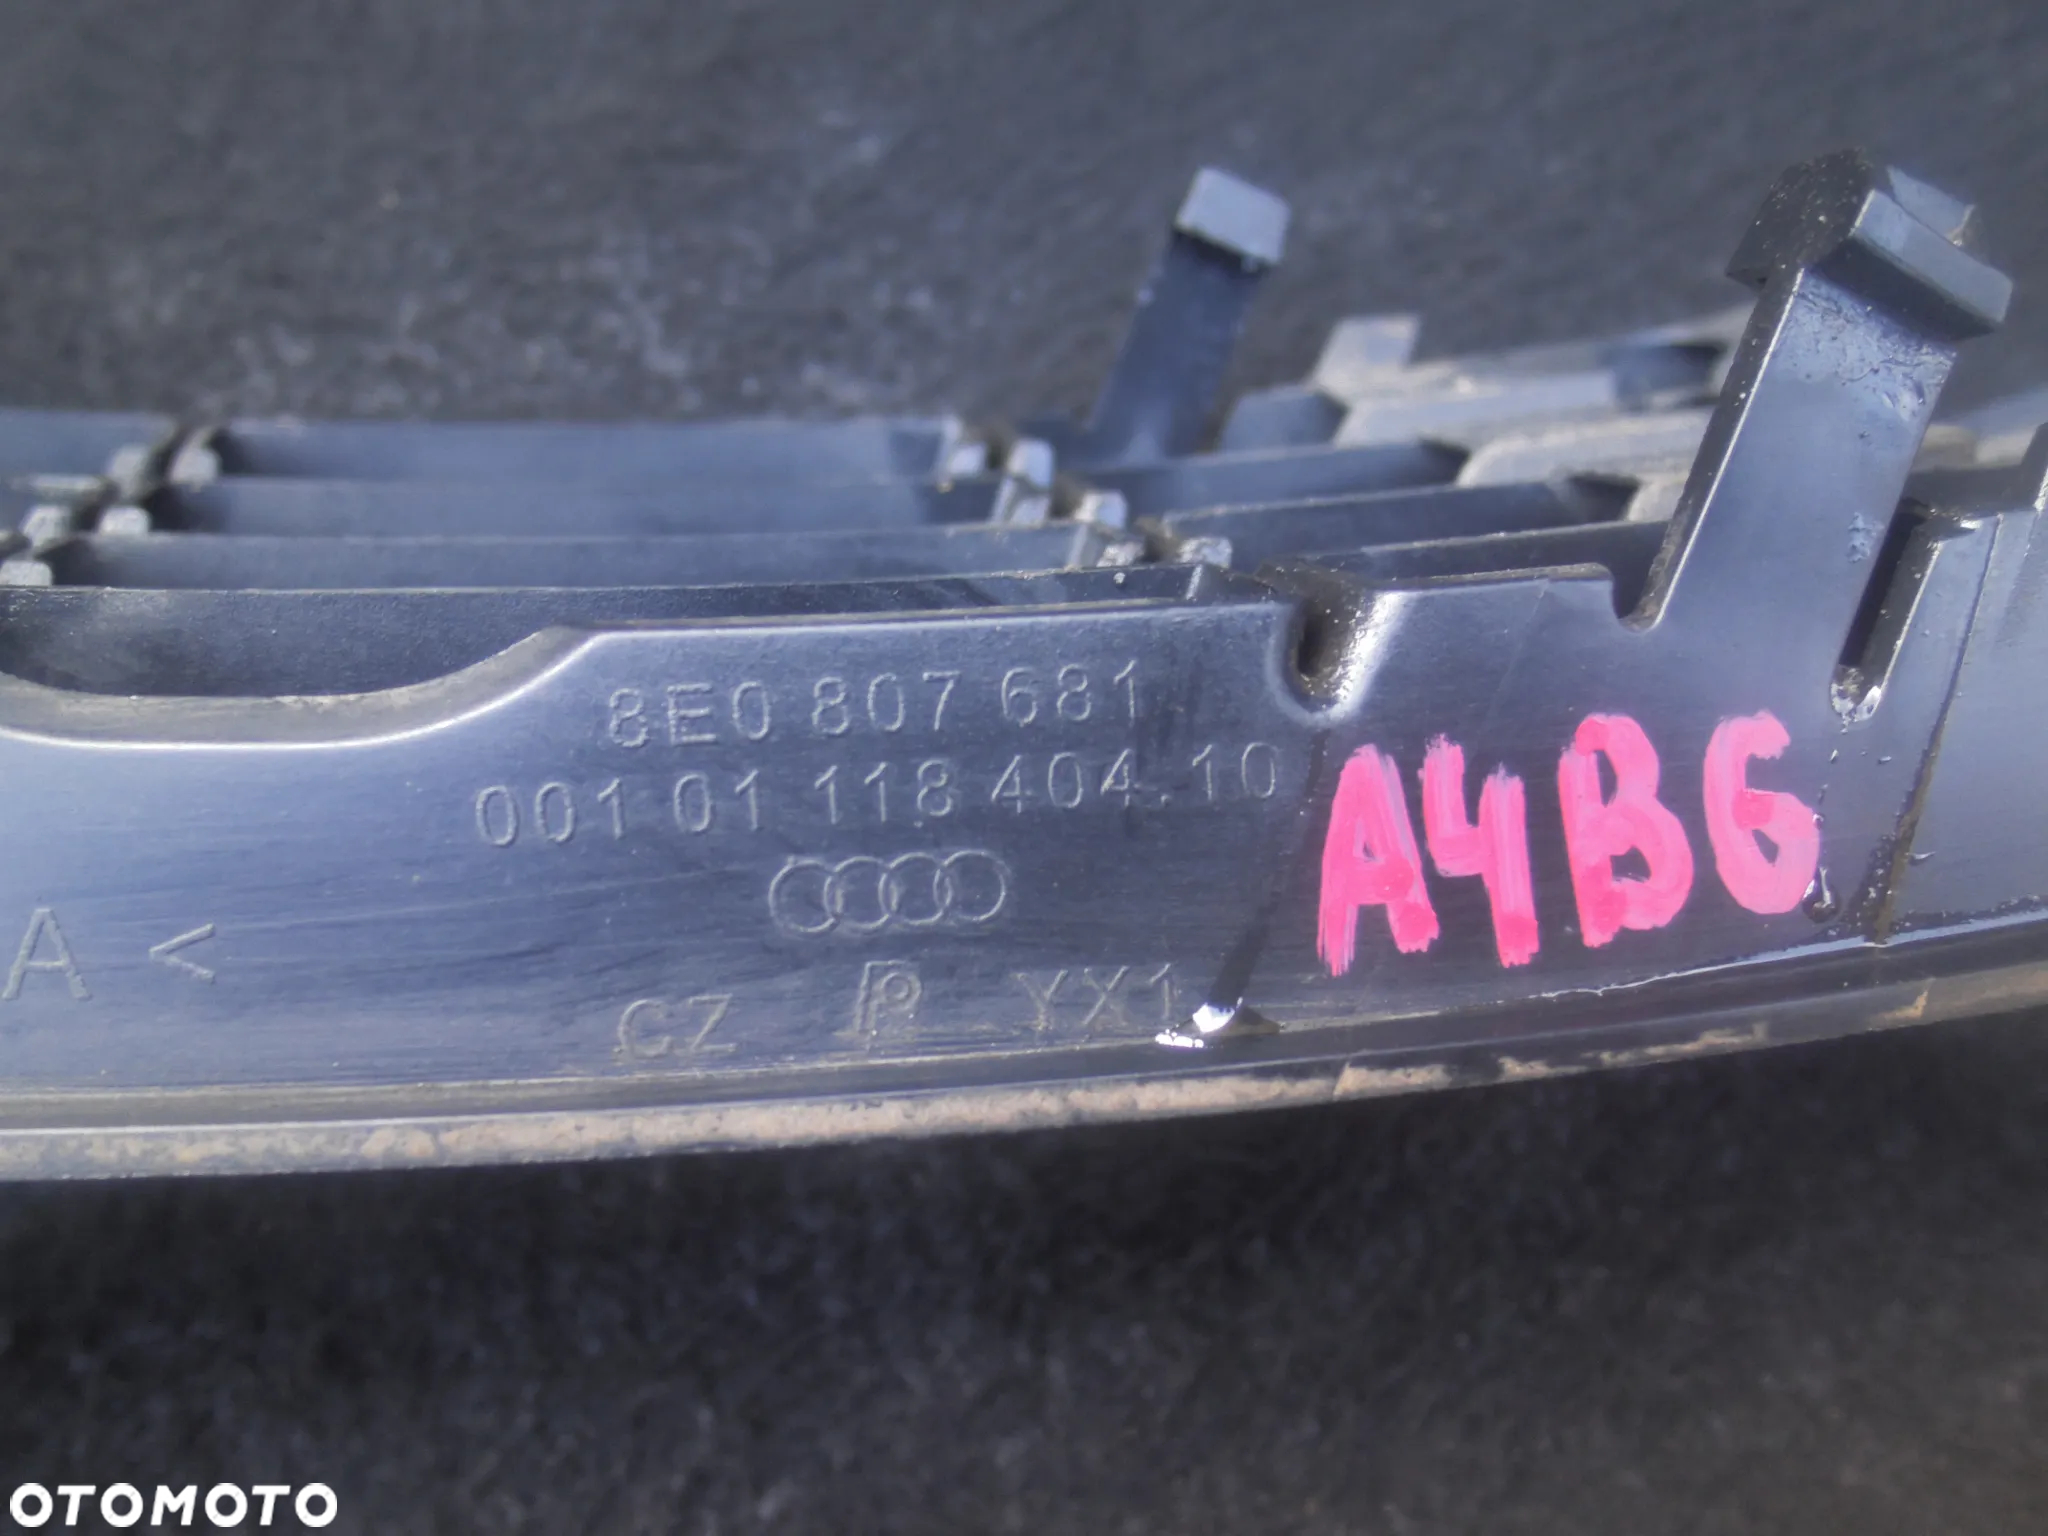 8E0 807 681
001 01 118 404.10
A <
CZ P YX1
A4B6
OTOMOTO